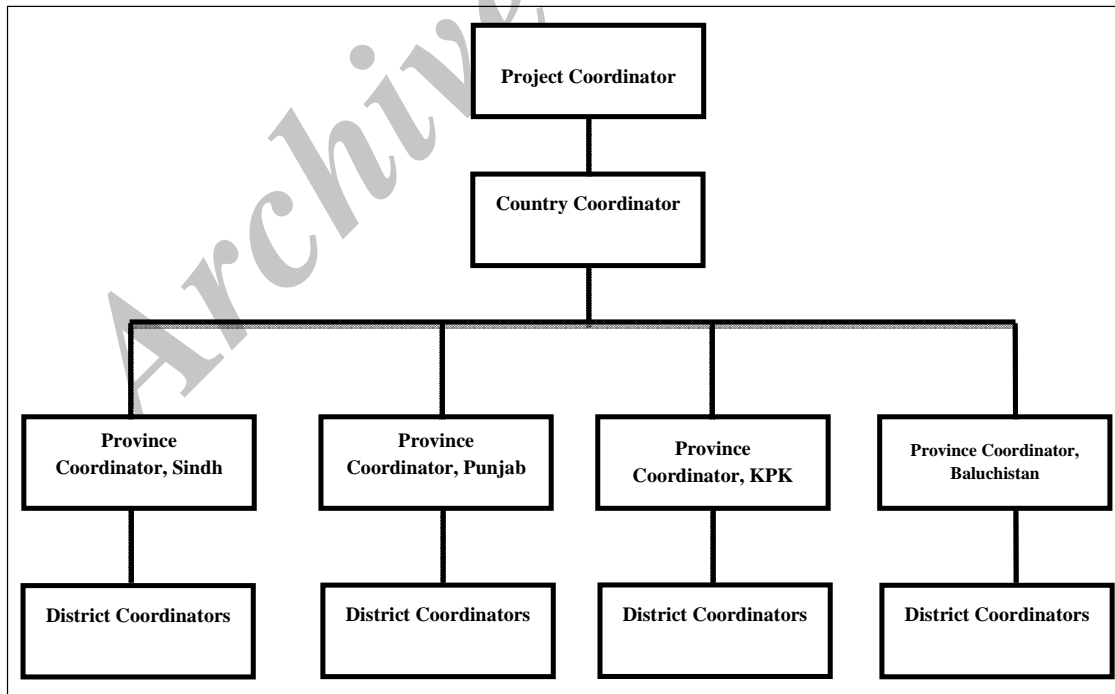 Project Coordinator
Country Coordinator
Province
Coordinator, Sindh
Province
Coordinator, Punjab
Province
Coordinator, KPK
Province Coordinator,
Baluchistan
District Coordinators
District Coordinators
District Coordinators
District Coordinators
Archive